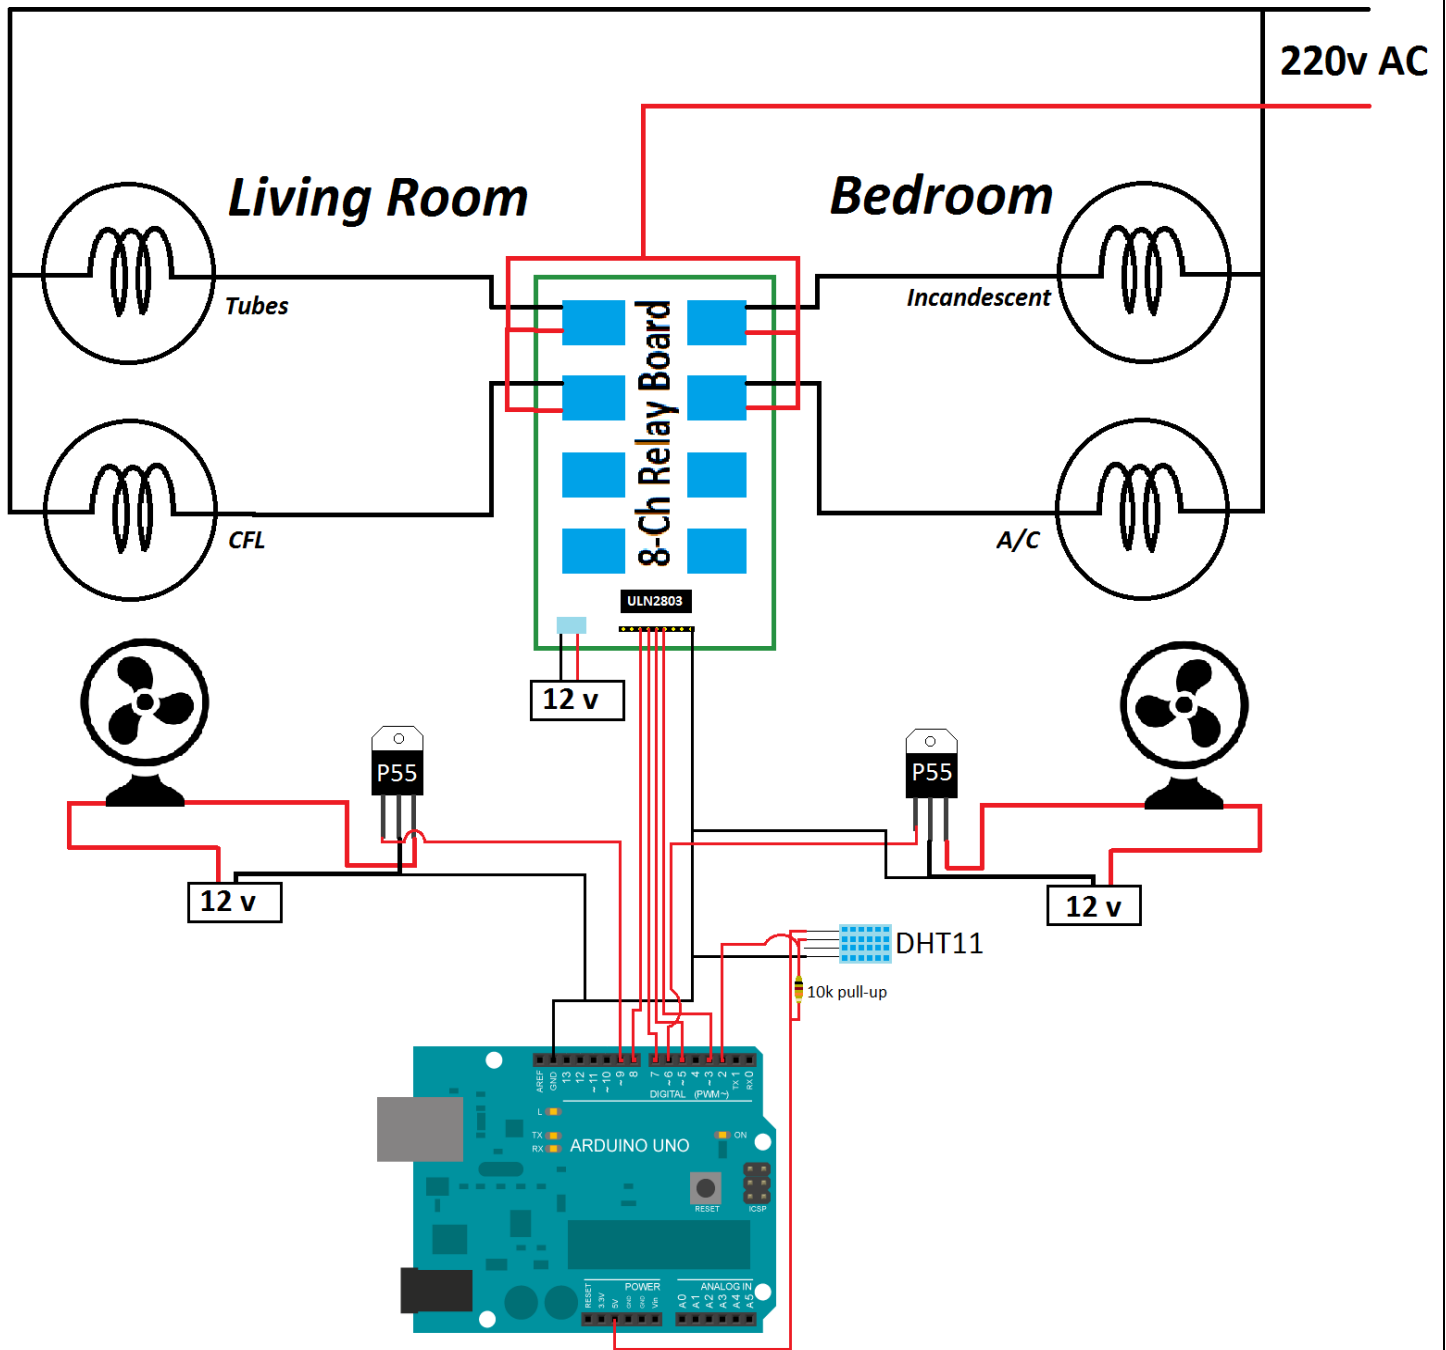 220v AC
Living Room
Bedroom
Tubes
Incandescent
8-Ch Relay Board
CFL
A/C
ULN2803
12 v
P55
P55
12 v
12 v
DHT11
10k pull-up
AREF
GND
13
12
~11
~10
~9
8
7
~6
~5
4
~3
2
TX 1
RX 0
DIGITAL (PWM~)
L
TX
RX
ARDUINO UNO
ON
RESET
ICSP
POWER
ANALOG IN
RESET
3.3V
5V
GND
GND
Vin
A0
A1
A2
A3
A4
A5